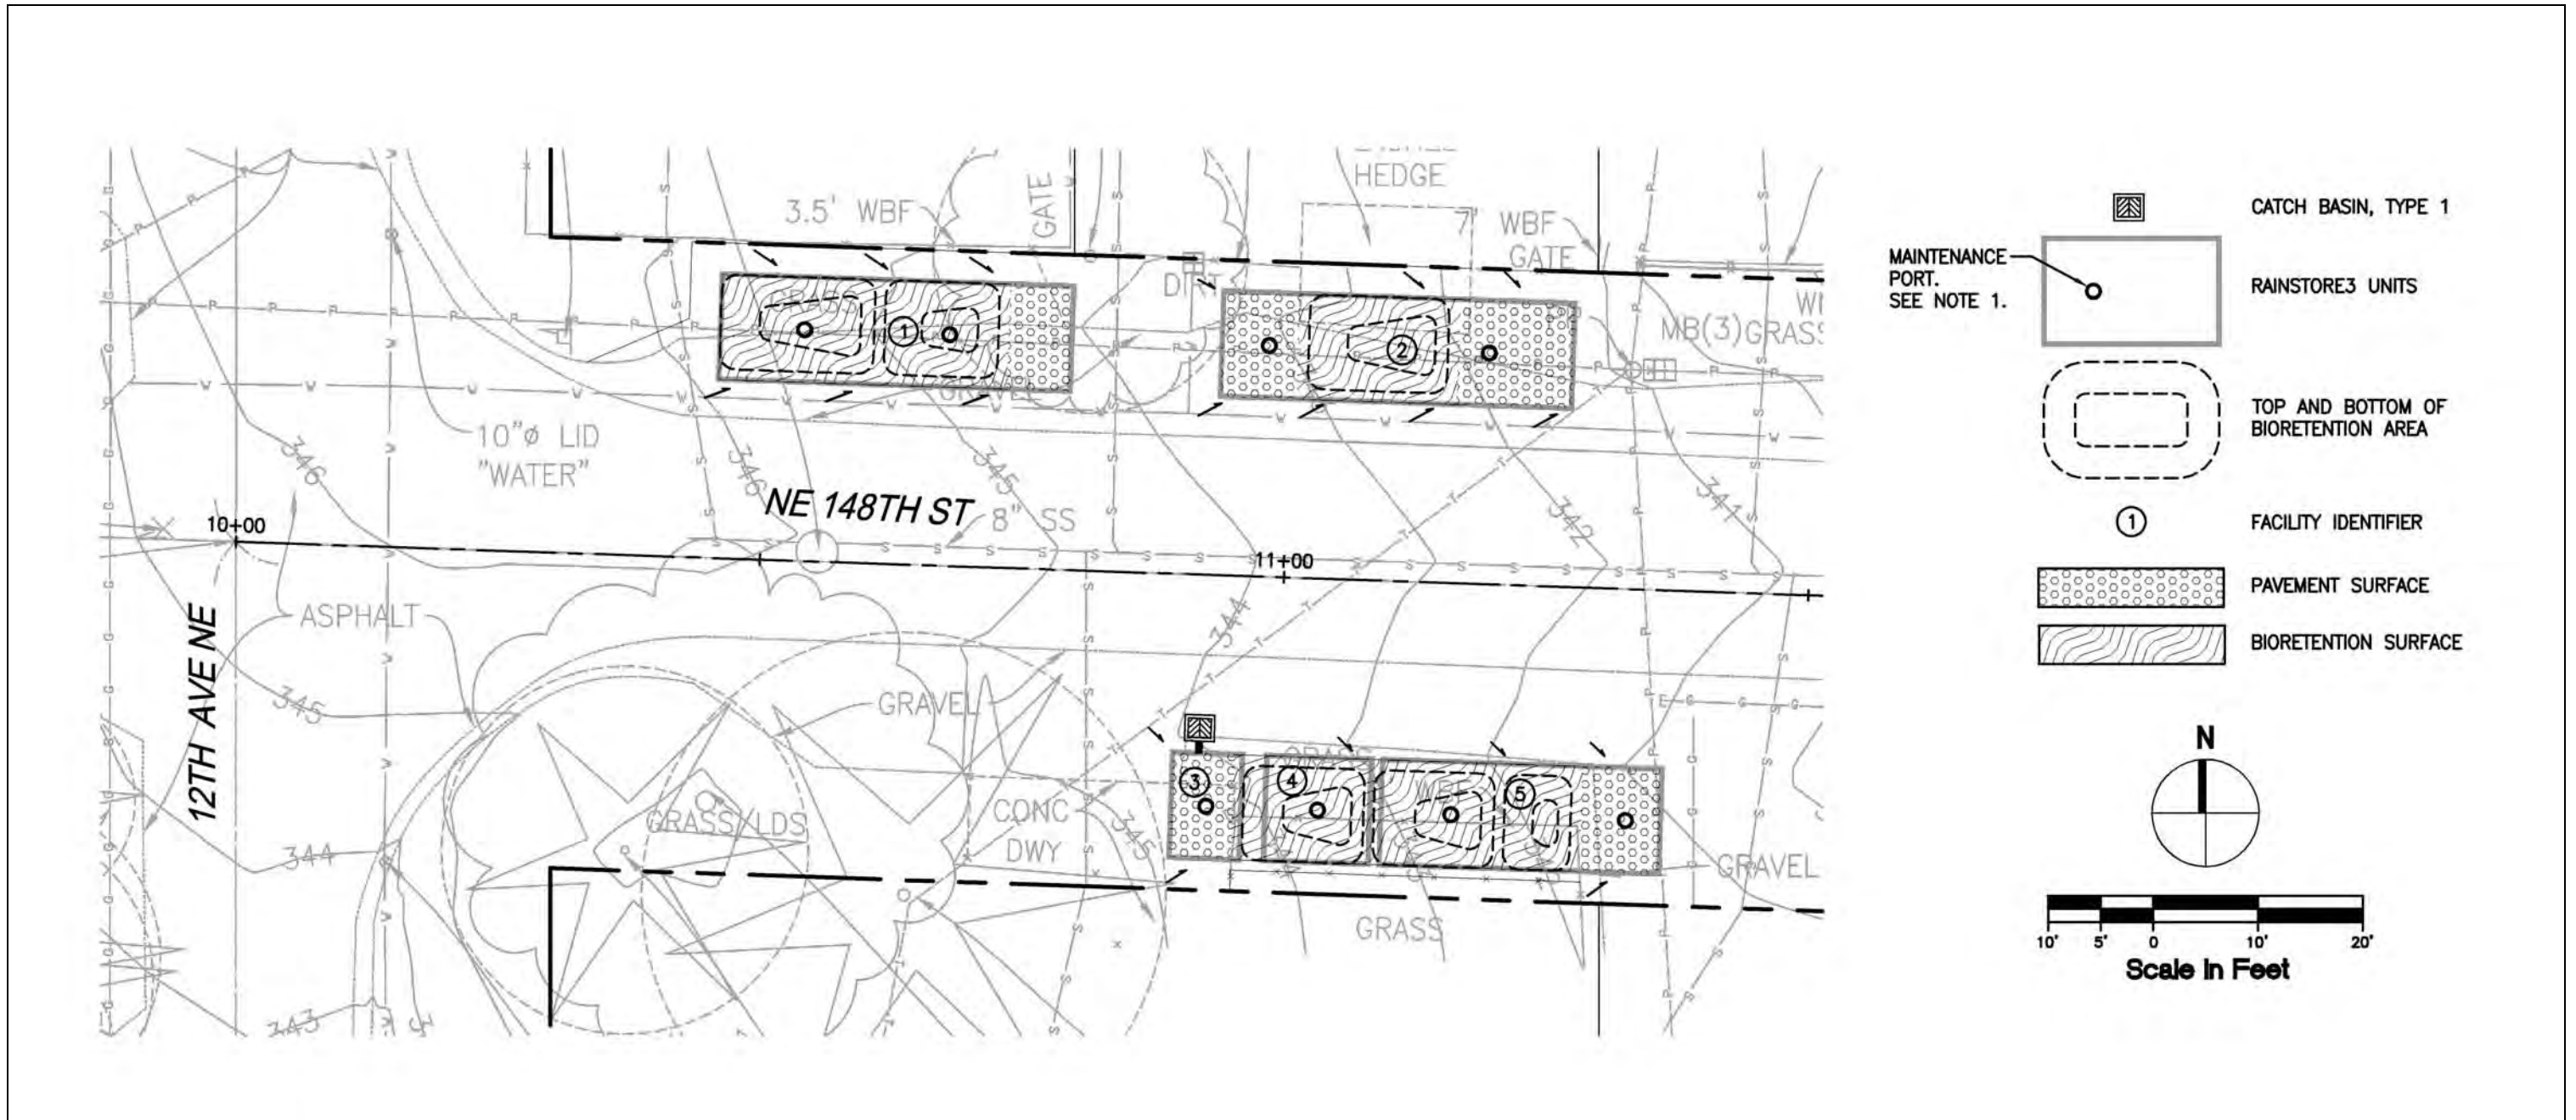 HEDGE
3.5' WBF
GATE
7' WBF
GATE
DIRT
MB(3)GRASS
1
2
GRAVEL
10"ø LID
"WATER"
346
346
345
NE 148TH ST
8" SS
342
341
10+00
11+00
ASPHALT
344
12TH AVE NE
345
GRAVEL
GRASS
3
4
5
CONC
DWY
345
GRASS/LDS
344
GRAVEL
GRASS
343
CATCH BASIN, TYPE 1
MAINTENANCE
PORT.
SEE NOTE 1.
RAINSTORE3 UNITS
TOP AND BOTTOM OF
BIORETENTION AREA
1
FACILITY IDENTIFIER
PAVEMENT SURFACE
BIORETENTION SURFACE
N
10' 5' 0 10' 20'
Scale in Feet